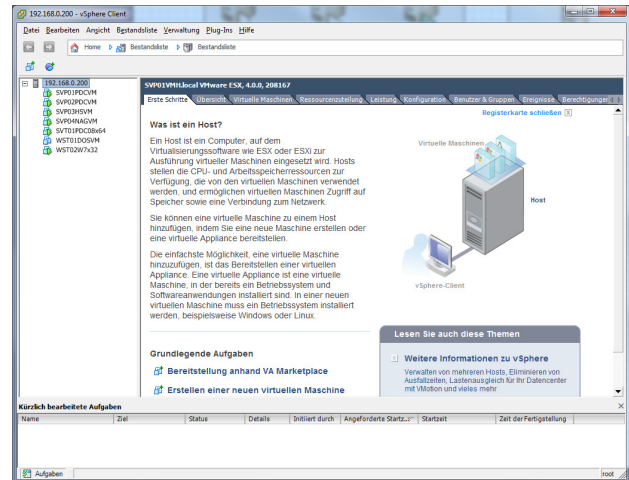 192.168.0.200 - vSphere Client
Datei Bearbeiten Ansicht Bestandsliste Verwaltung Plug-Ins Hilfe
Home Bestandsliste Bestandsliste
192.168.0.200
SVP01PDCVM
SVP02PDCVM
SVP03HSVM
SVP04NAGVM
SVT01PDC08x64
WST01DOSVM
WST02W7x32
SVP01VMH.local VMware ESX, 4.0.0, 208167
Erste Schritte Übersicht Virtuelle Maschinen Ressourcenzuteilung Leistung Konfiguration Benutzer & Gruppen Ereignisse Berechtigungen
Registerkarte schließen
Was ist ein Host?
Ein Host ist ein Computer, auf dem
Virtualisierungssoftware wie ESX oder ESXi zur
Ausführung virtueller Maschinen eingesetzt wird. Hosts
stellen die CPU- und Arbeitsspeicherressourcen zur
Verfügung, die von den virtuellen Maschinen verwendet
werden, und ermöglichen virtuellen Maschinen Zugriff auf
Speicher sowie eine Verbindung zum Netzwerk.
Sie können eine virtuelle Maschine zu einem Host
hinzufügen, indem Sie eine neue Maschine erstellen oder
eine virtuelle Appliance bereitstellen.
Die einfachste Möglichkeit, eine virtuelle Maschine
hinzuzufügen, ist das Bereitstellen einer virtuellen
Appliance. Eine virtuelle Appliance ist eine virtuelle
Maschine, in der bereits ein Betriebssystem und
Softwareanwendungen installiert sind. In einer neuen
virtuellen Maschine muss ein Betriebssystem installiert
werden, beispielsweise Windows oder Linux.
Virtuelle Maschinen
Host
vSphere-Client
Grundlegende Aufgaben
Bereitstellung anhand VA Marketplace
Erstellen einer neuen virtuellen Maschine
Lesen Sie auch diese Themen
Weitere Informationen zu vSphere
Verwalten von mehreren Hosts, Eliminieren von
Ausfallzeiten, Lastenausgleich für Ihr Datencenter
mit VMotion und vieles mehr
Kürzlich bearbeitete Aufgaben
Name Ziel Status Details Initiiert durch Angeforderte Startz... Startzeit Zeit der Fertigstellung
Aufgaben root